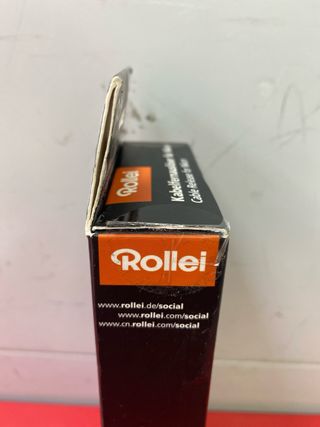 Rollei
Kabelfernauslöser für Nikon
Cable Release for Nikon
Rollei
www.rollei.de/social
www.rollei.com/social
www.cn.rollei.com/social